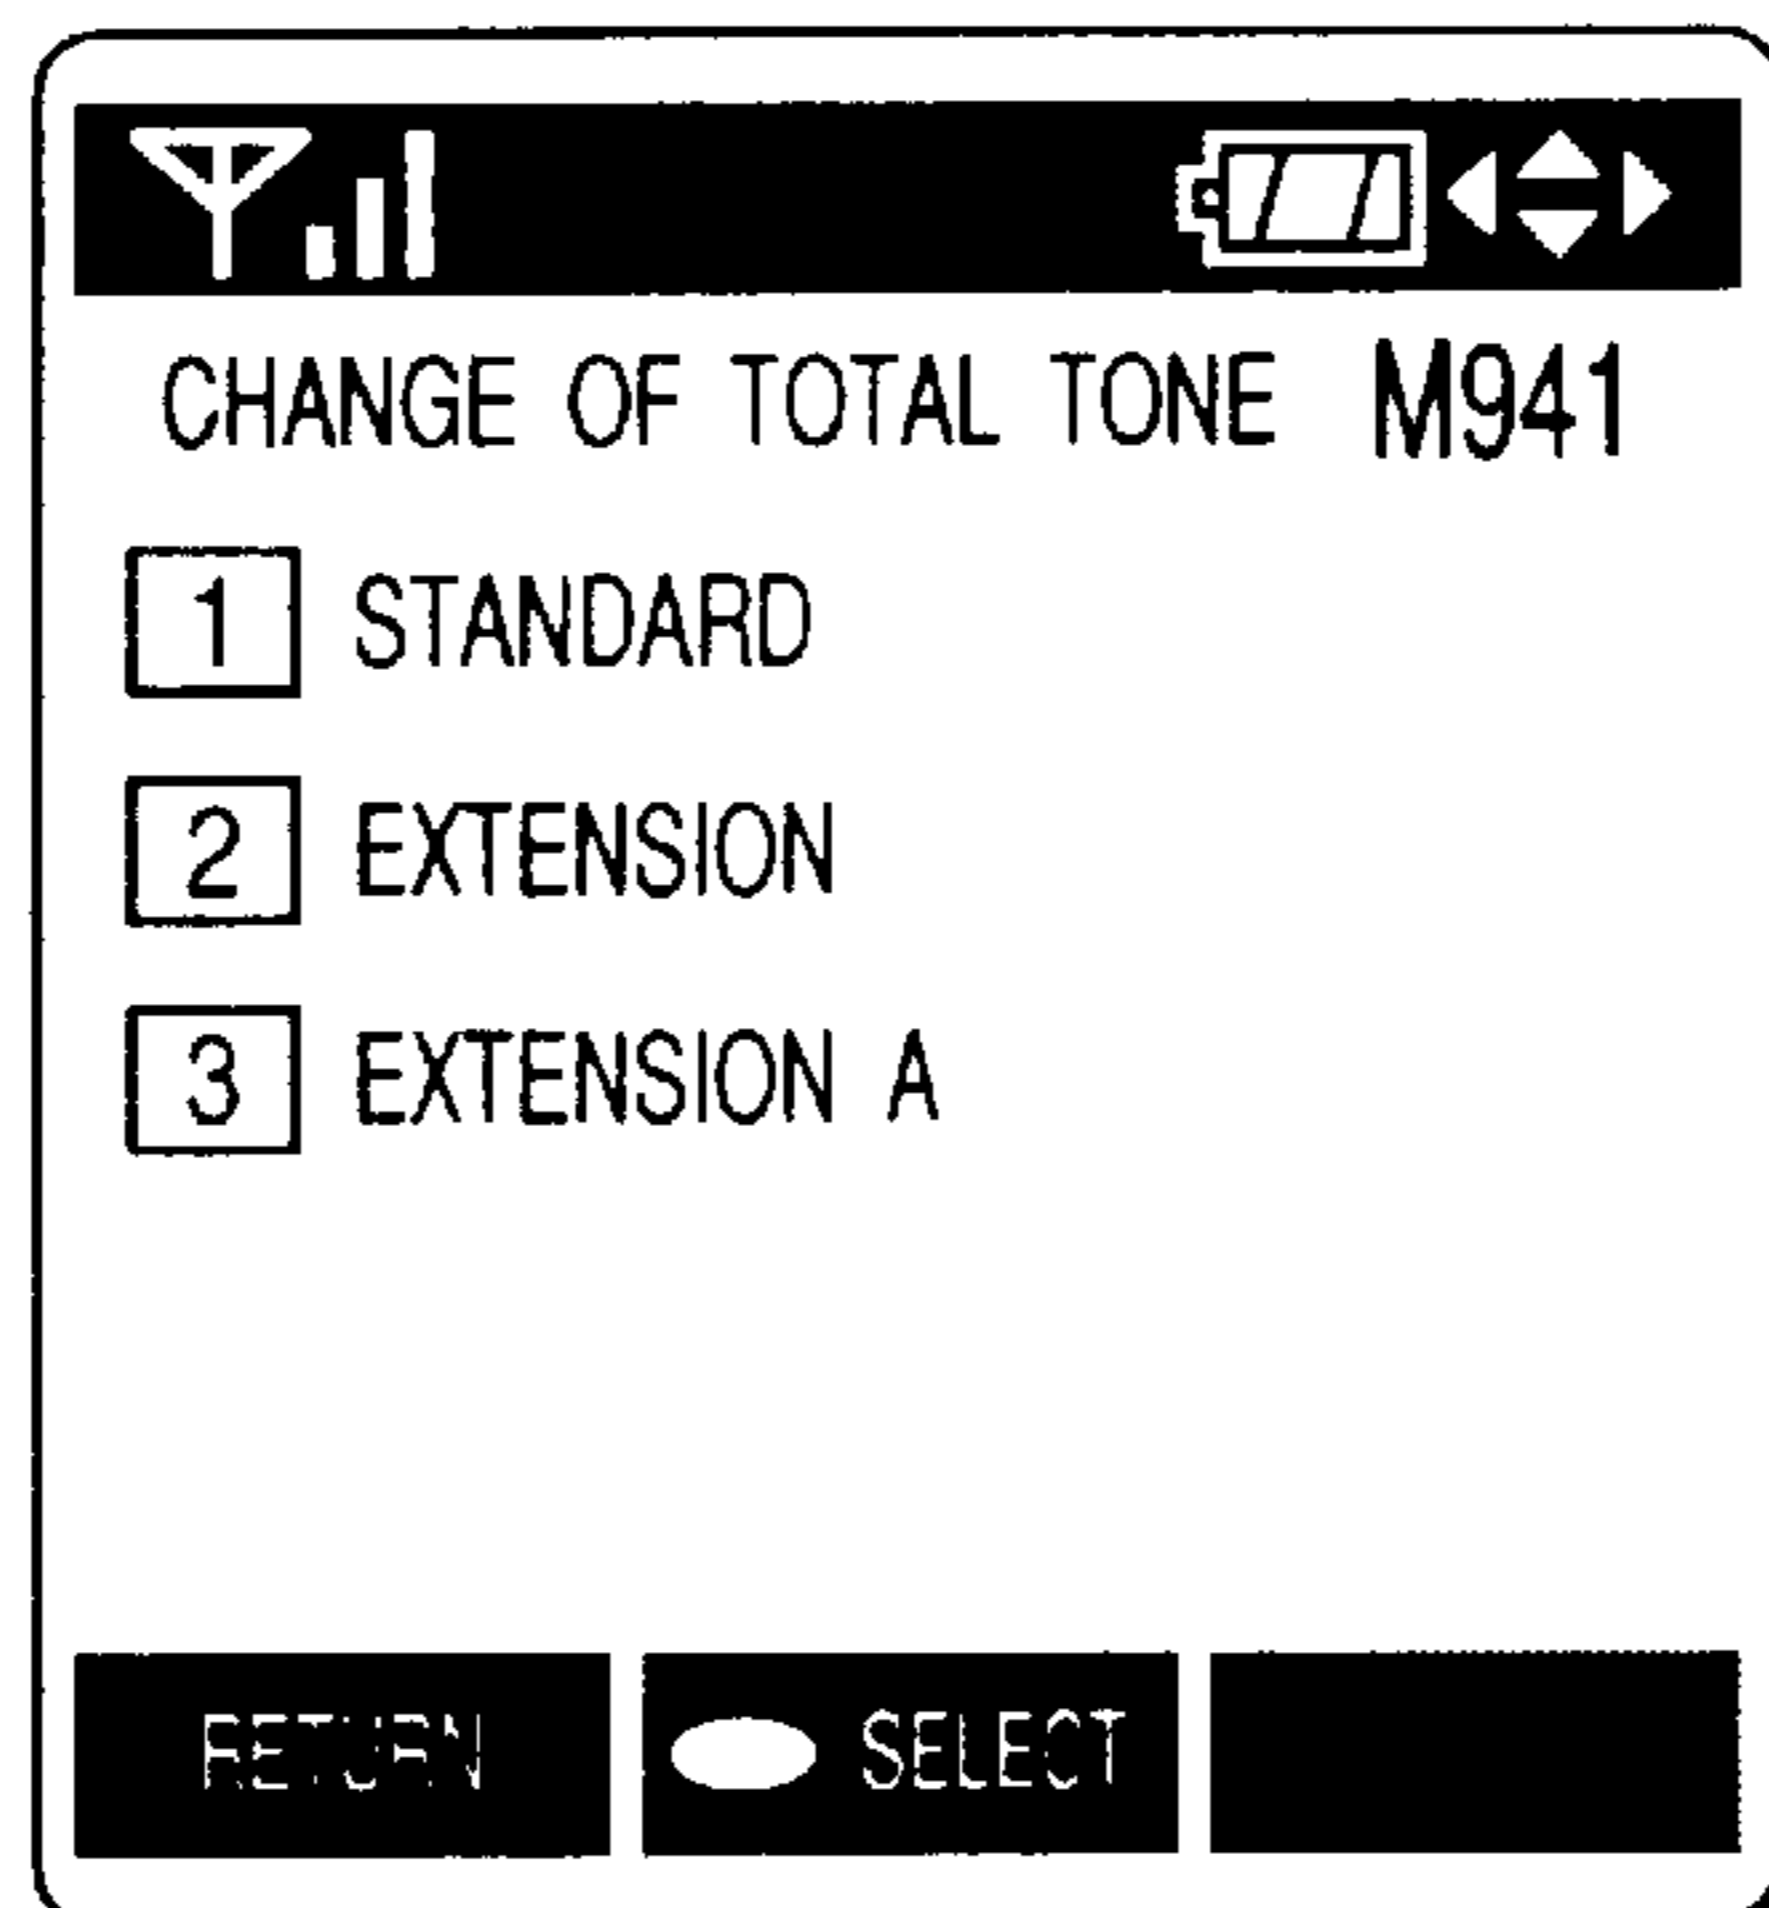 CHANGE OF TOTAL TONE M941
1 STANDARD
2 EXTENSION
3 EXTENSION A
RETURN SELECT